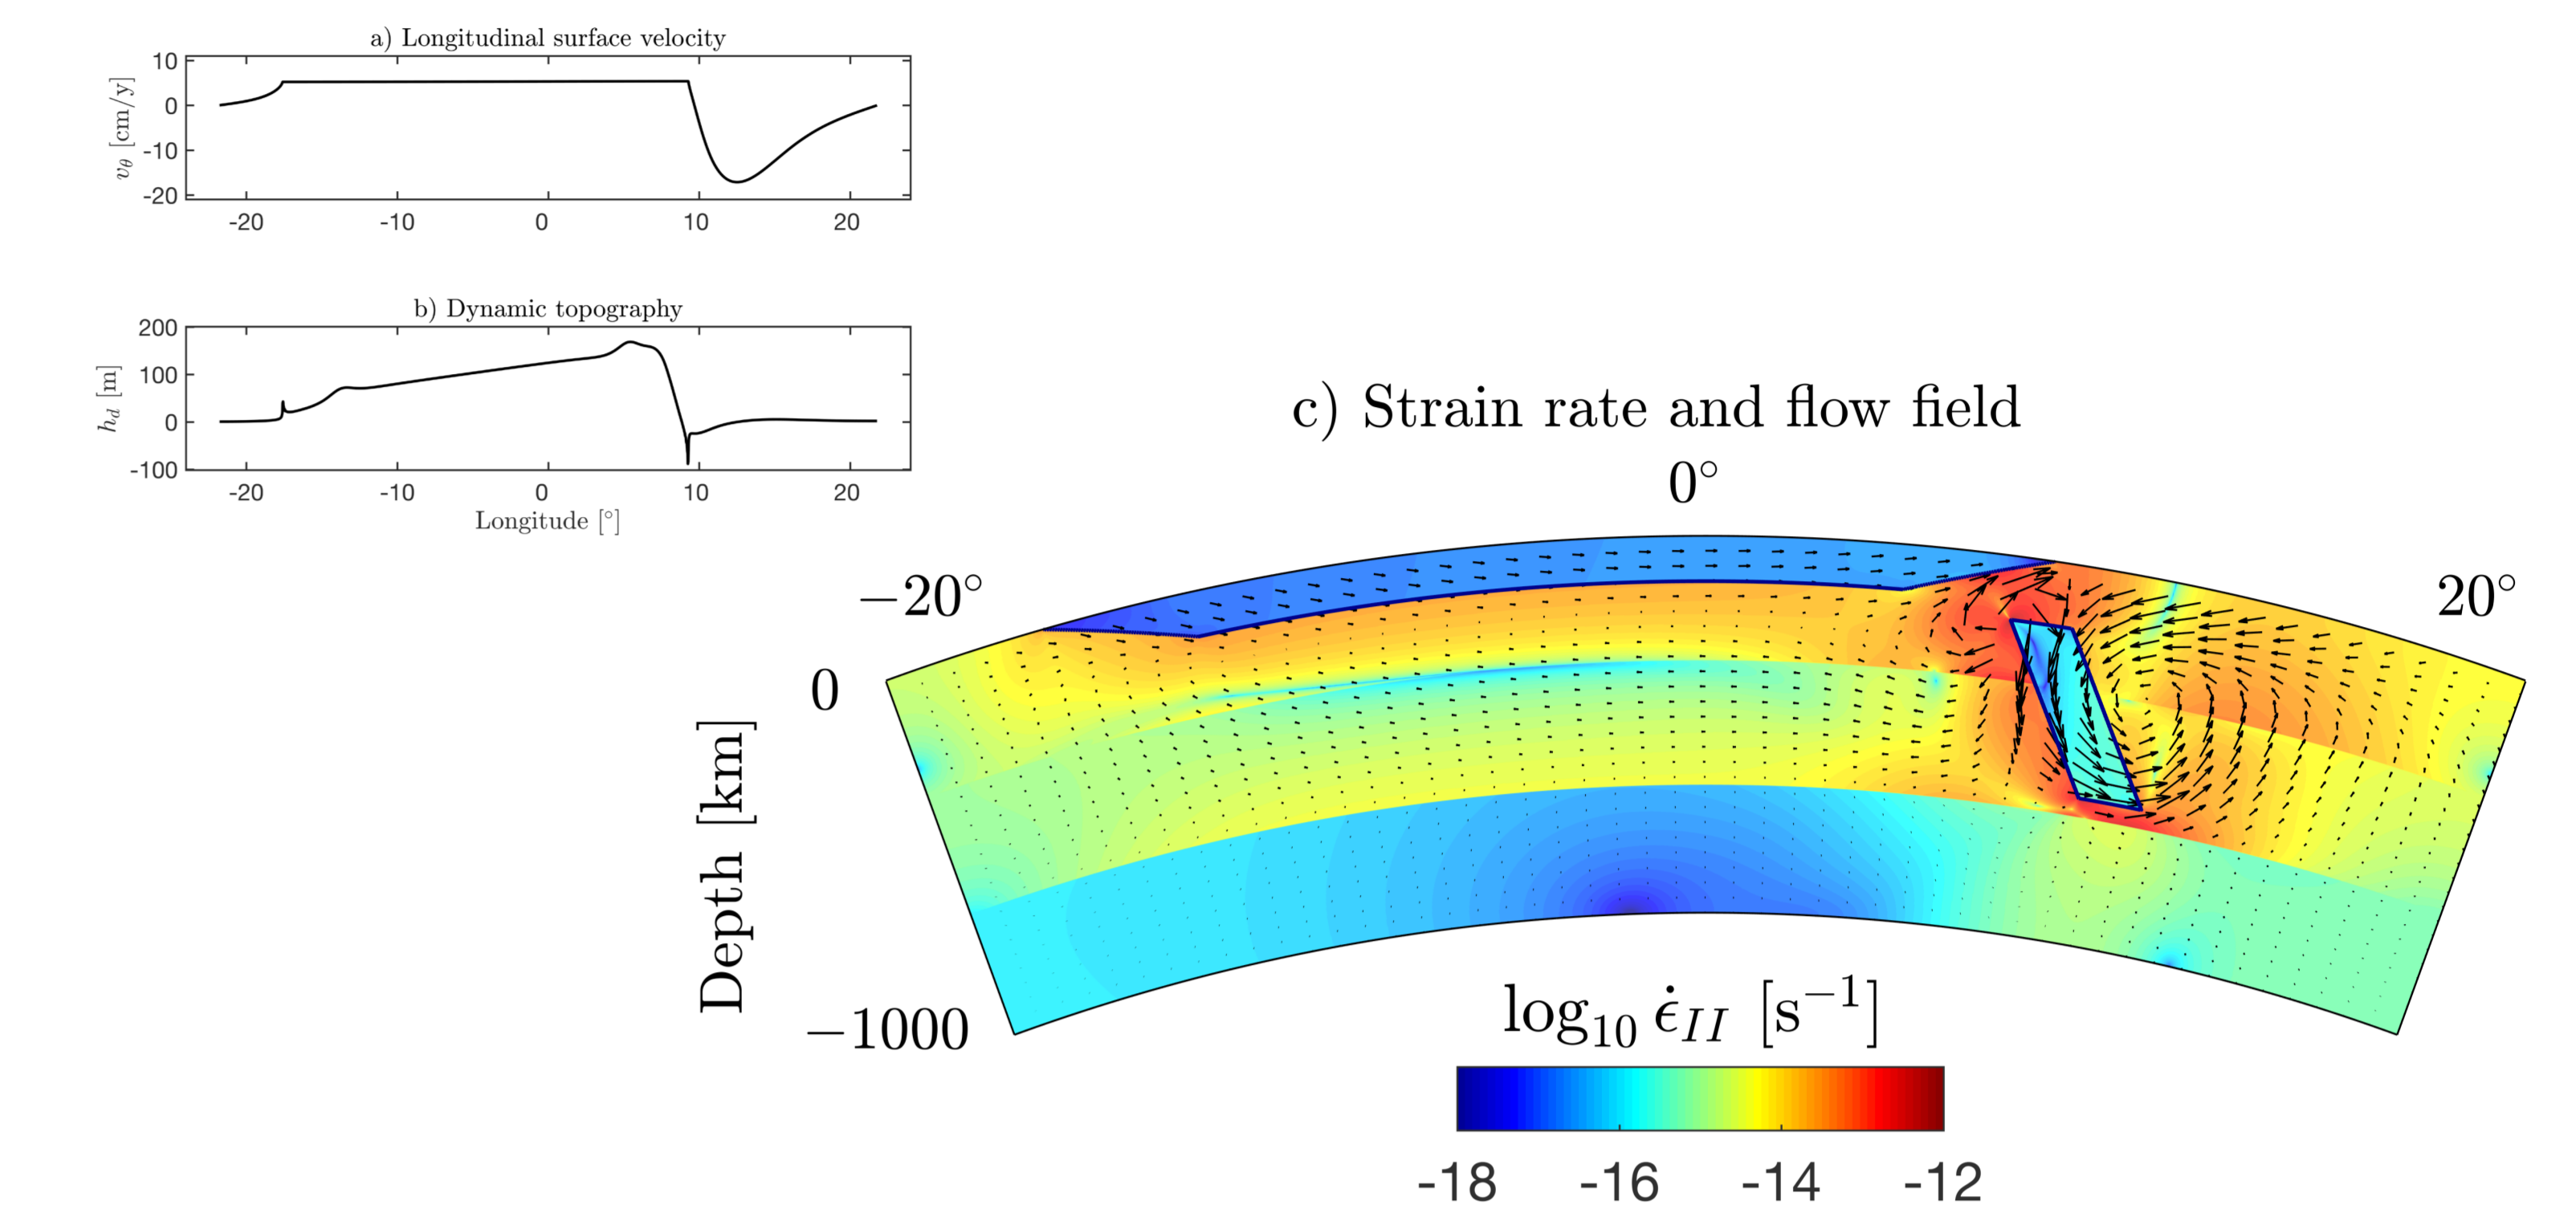 a) Longitudinal surface velocity
10
0
-10
-20
v_θ [cm/y]
-20 -10 0 10 20
b) Dynamic topography
200
100
0
-100
h_d [m]
-20 -10 0 10 20
Longitude [°]
c) Strain rate and flow field
0°
−20°
20°
0
Depth [km]
−1000
log₁₀ ε̇_II [s⁻¹]
-18 -16 -14 -12